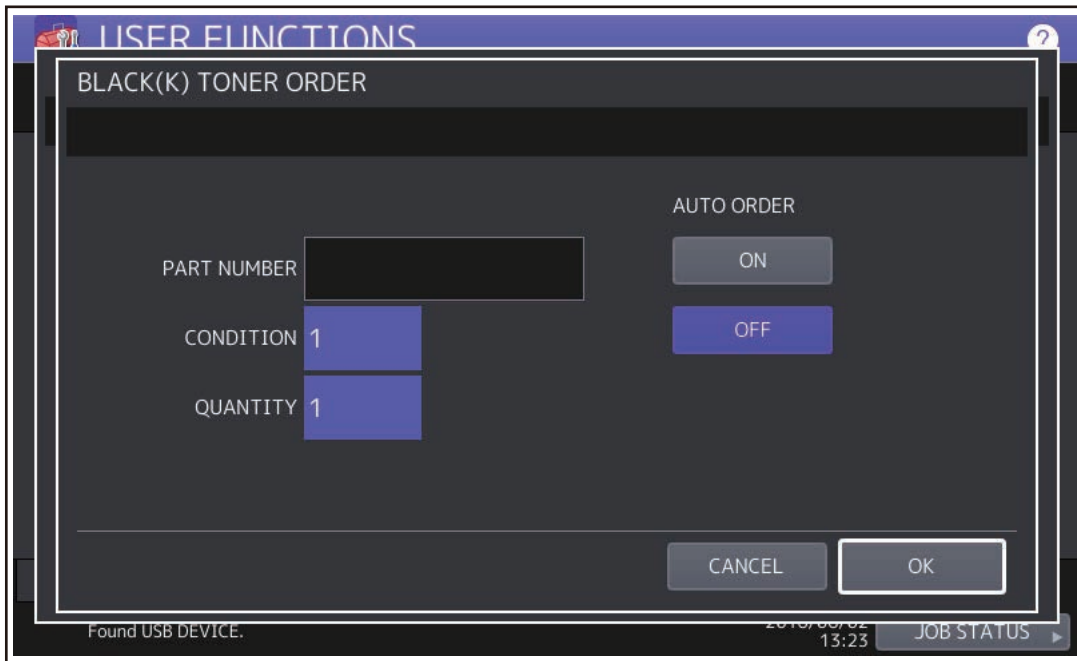 USER FUNCTIONS
?
BLACK(K) TONER ORDER
AUTO ORDER
PART NUMBER
ON
CONDITION 1
OFF
QUANTITY 1
CANCEL
OK
Found USB DEVICE.
13:23
JOB STATUS